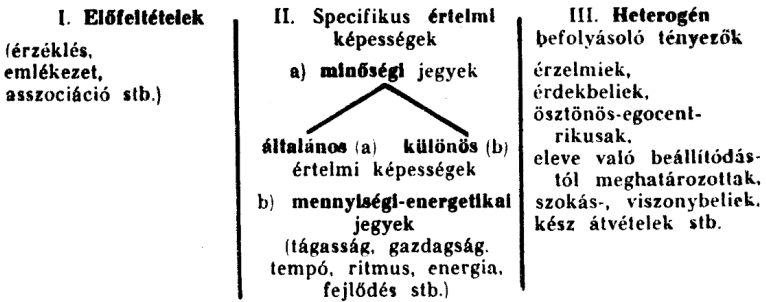 I. Előfeltételek
(érzéklés,
emlékezet,
asszociáció stb.)
II. Specifikus értelmi
képességek
a) minőségi jegyek
általános (a) különös (b)
értelmi képességek
b) mennyiségi-energetikai
jegyek
(tágasság, gazdagság.
tempó, ritmus, energia,
fejlődés stb.)
III. Heterogén
befolyásoló tényezők
érzelmiek,
érdekbeliek,
ösztönös-egocent-
rikusak,
eleve való beállítódás-
tól meghatározottak,
szokás-, viszonybeliek.
kész átvételek stb.